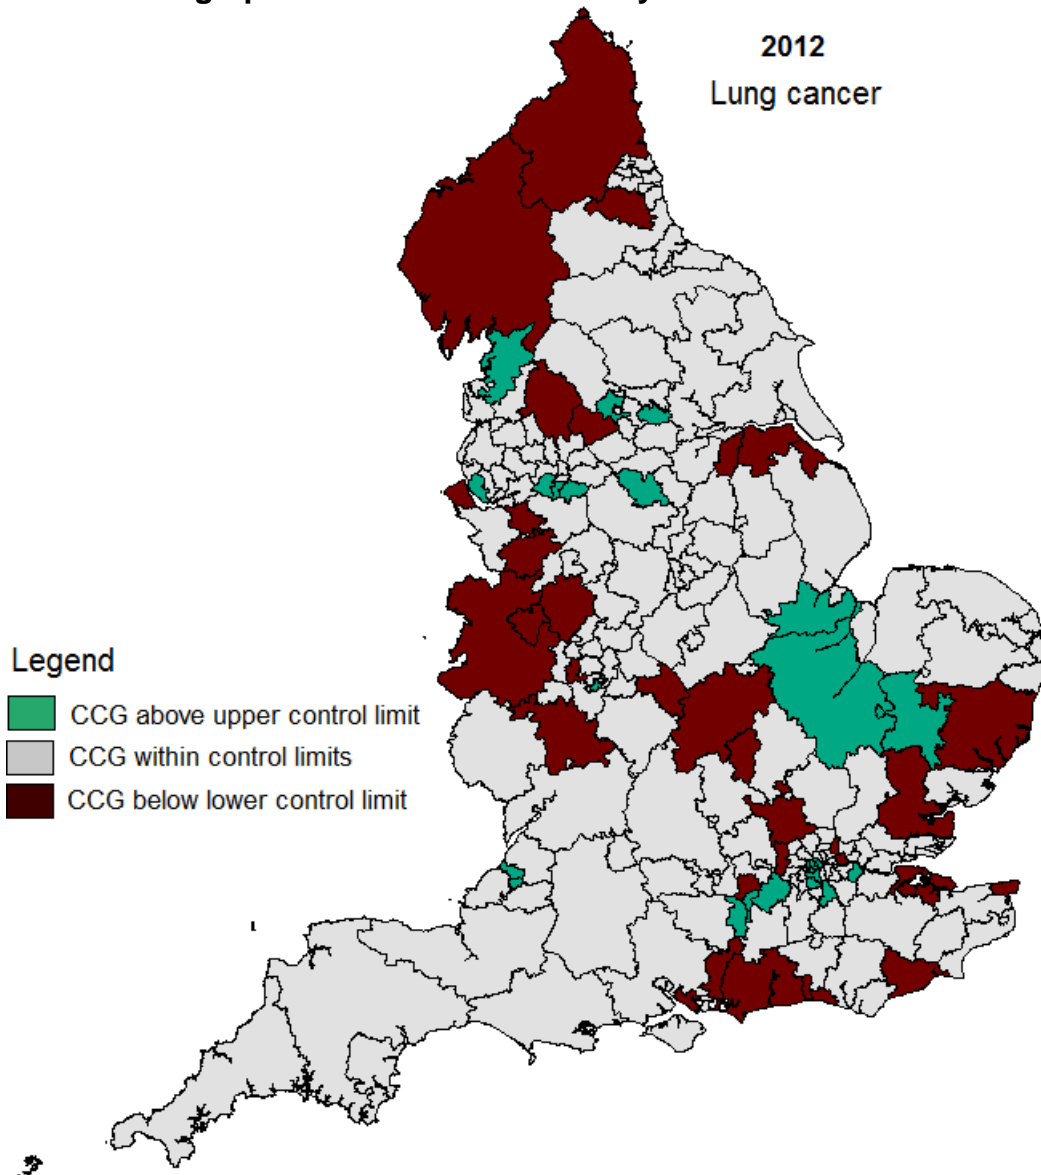 2012
Lung cancer
Legend
CCG above upper control limit
CCG within control limits
CCG below lower control limit